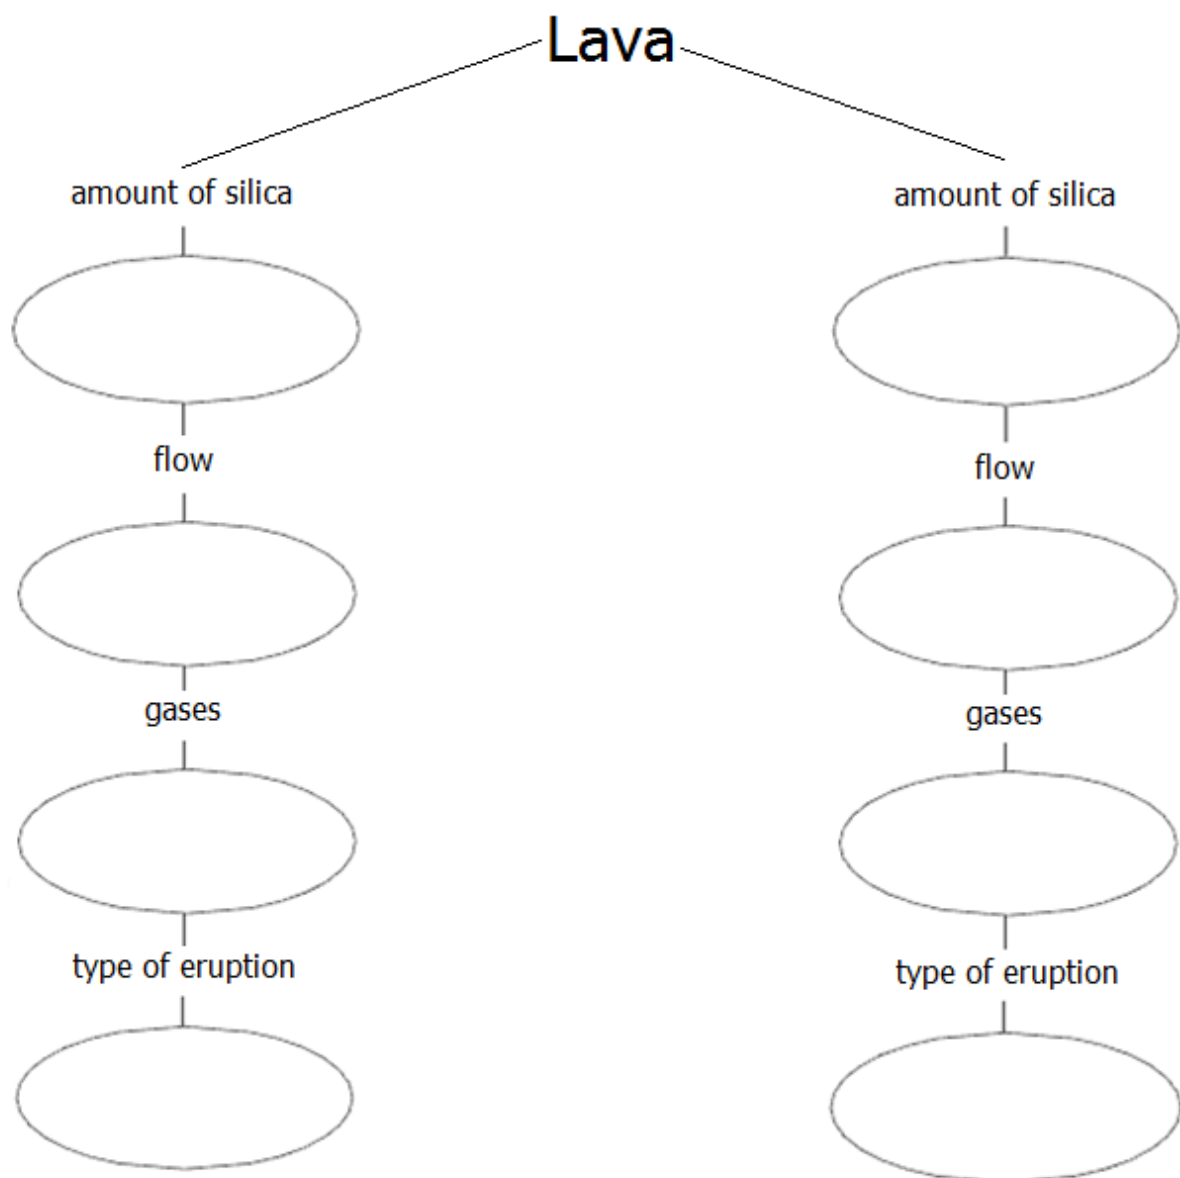 Lava
amount of silica
amount of silica
flow
flow
gases
gases
type of eruption
type of eruption